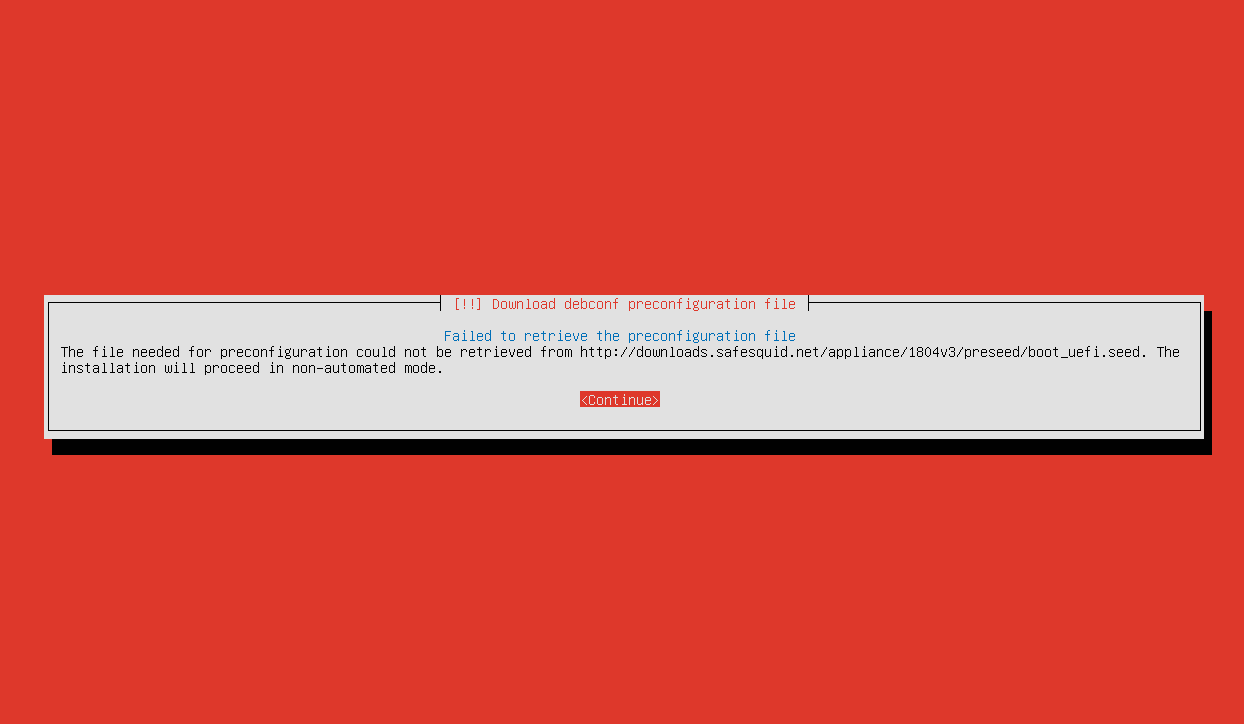 [!!] Download debconf preconfiguration file
Failed to retrieve the preconfiguration file
The file needed for preconfiguration could not be retrieved from http://downloads.safesquid.net/appliance/1804v3/preseed/boot_uefi.seed. The
installation will proceed in non-automated mode.
<Continue>